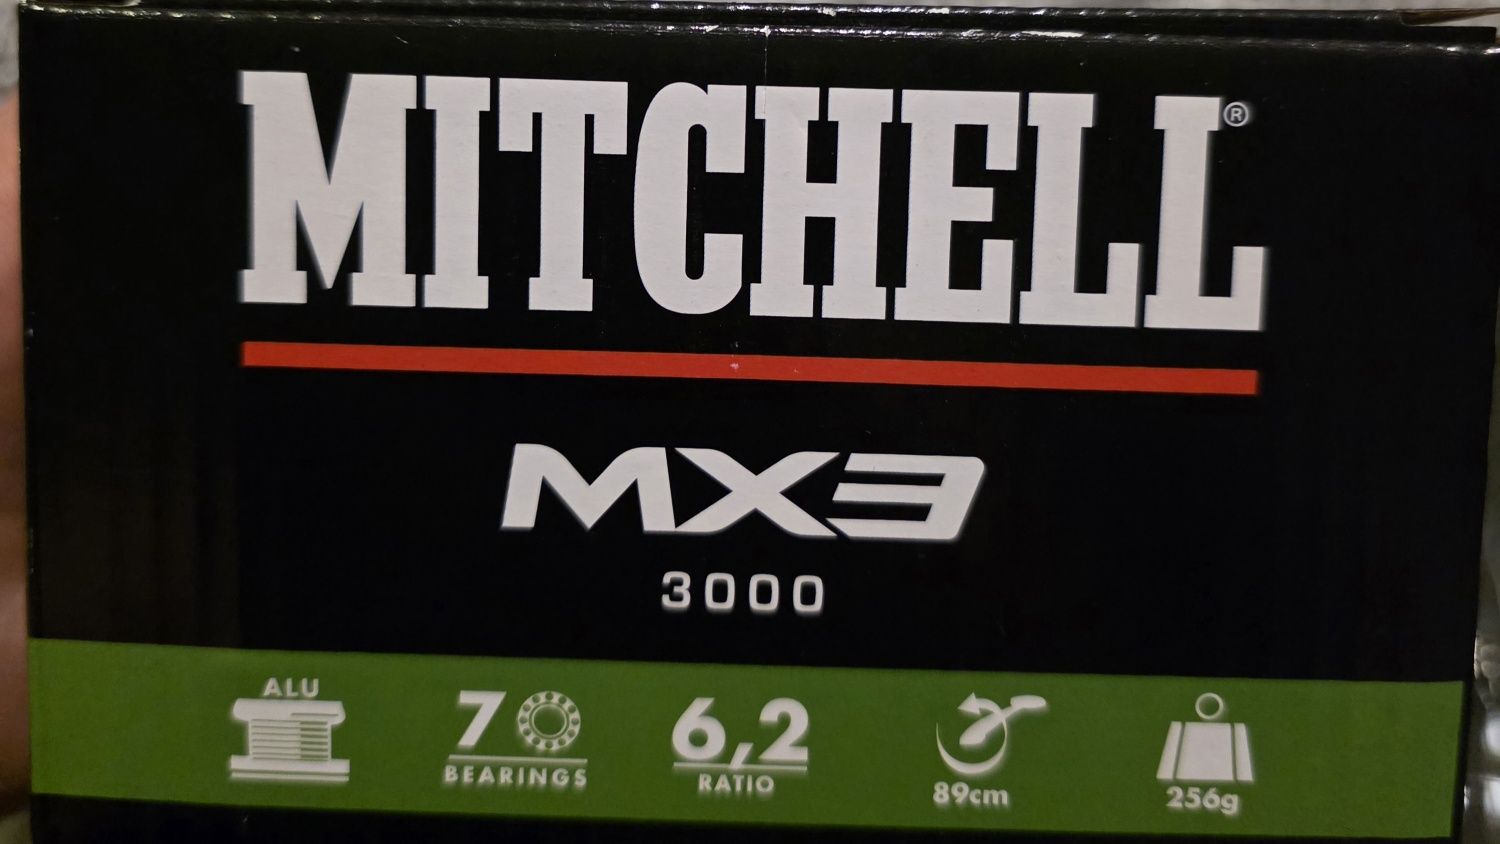 MITCHELL®
MX3
3000
ALU
7
BEARINGS
6,2
RATIO
89cm
256g